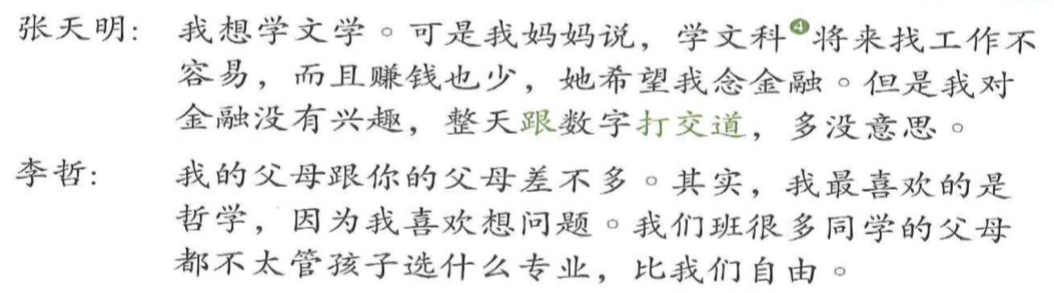 张天明： 我想学文学。可是我妈妈说，学文科❹将来找工作不
容易，而且赚钱也少，她希望我念金融。但是我对
金融没有兴趣，整天跟数字打交道，多没意思。
李哲： 我的父母跟你的父母差不多。其实，我最喜欢的是
哲学，因为我喜欢想问题。我们班很多同学的父母
都不太管孩子选什么专业，比我们自由。